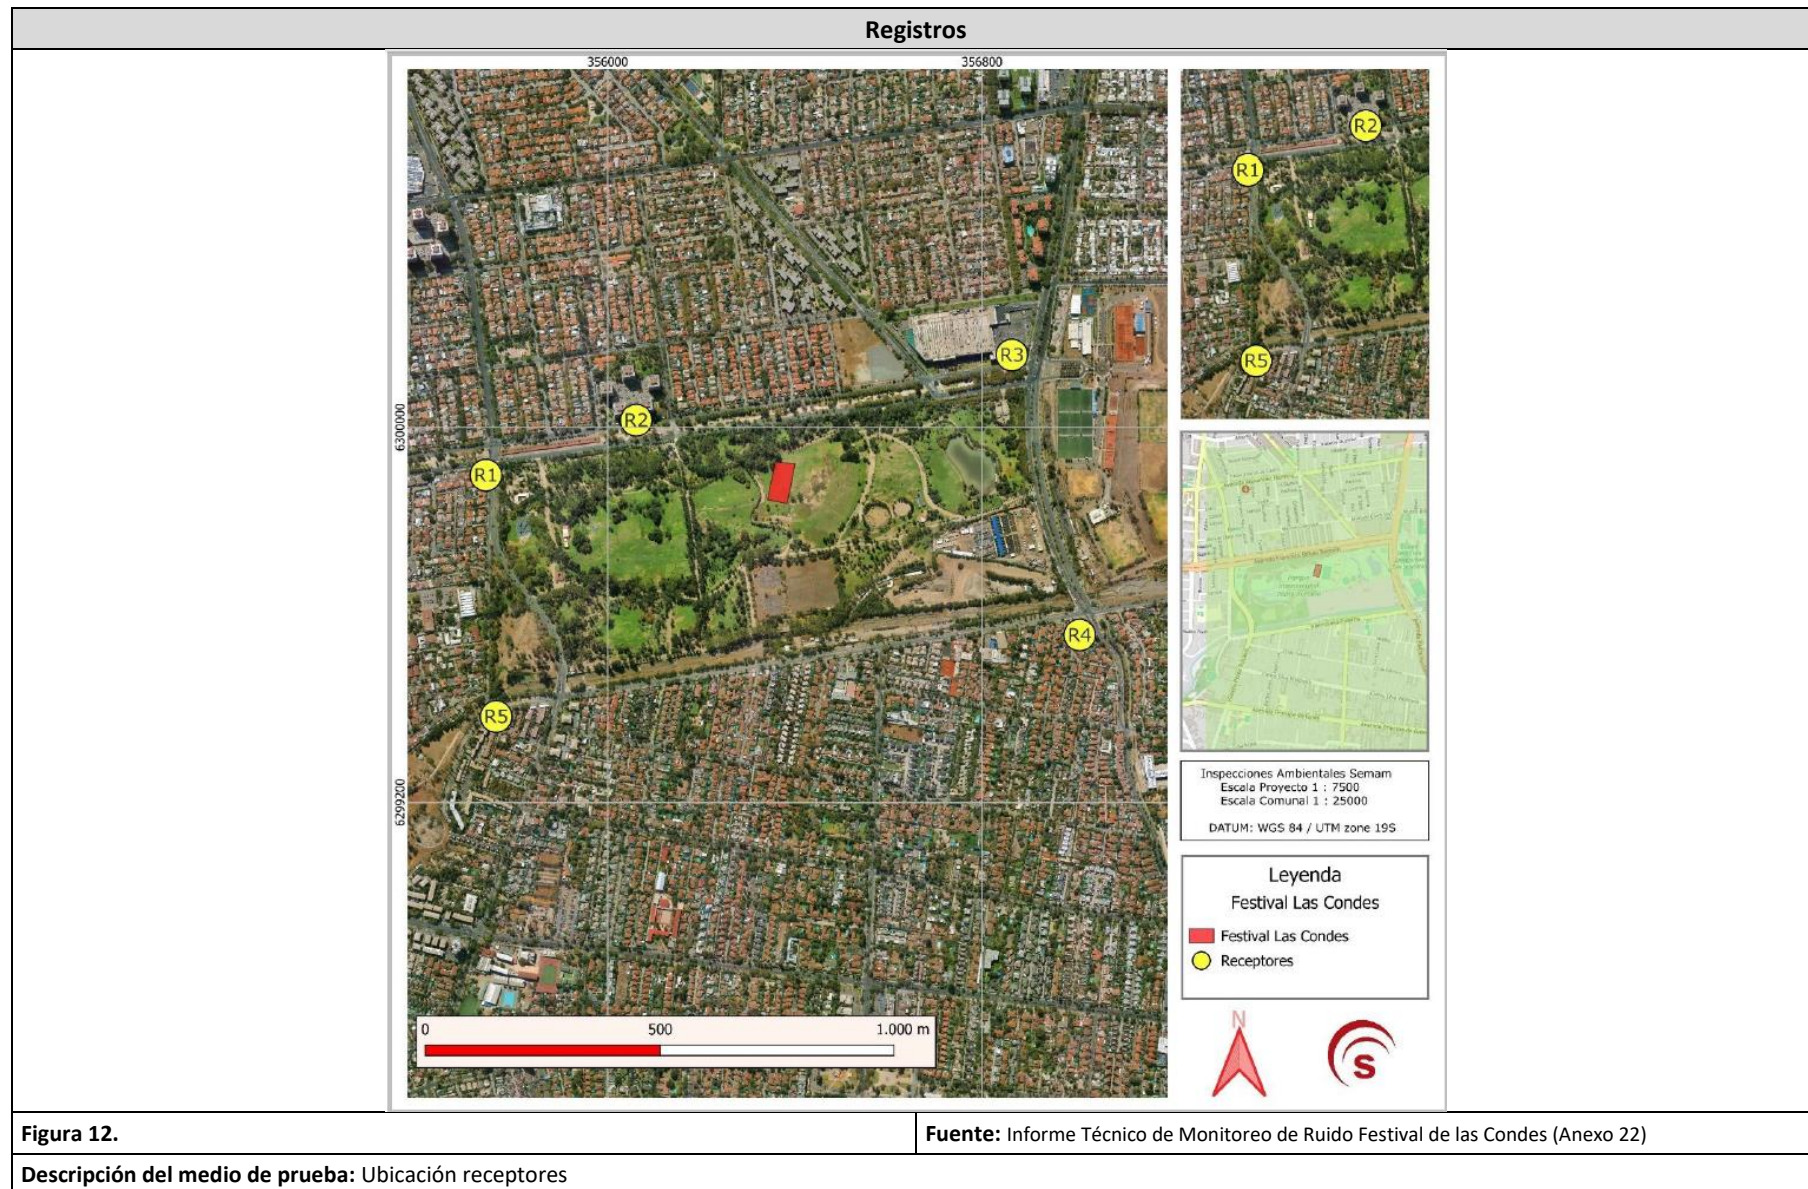 Registros
356000
356800
6300000
6299200
R1
R2
R3
R4
R5
0
500
1.000 m
R2
R1
R5
Inspecciones Ambientales Semam
Escala Proyecto 1 : 7500
Escala Comunal 1 : 25000
DATUM: WGS 84 / UTM zone 19S
Leyenda
Festival Las Condes
Festival Las Condes
Receptores
N
S
Figura 12.
Fuente: Informe Técnico de Monitoreo de Ruido Festival de las Condes (Anexo 22)
Descripción del medio de prueba: Ubicación receptores